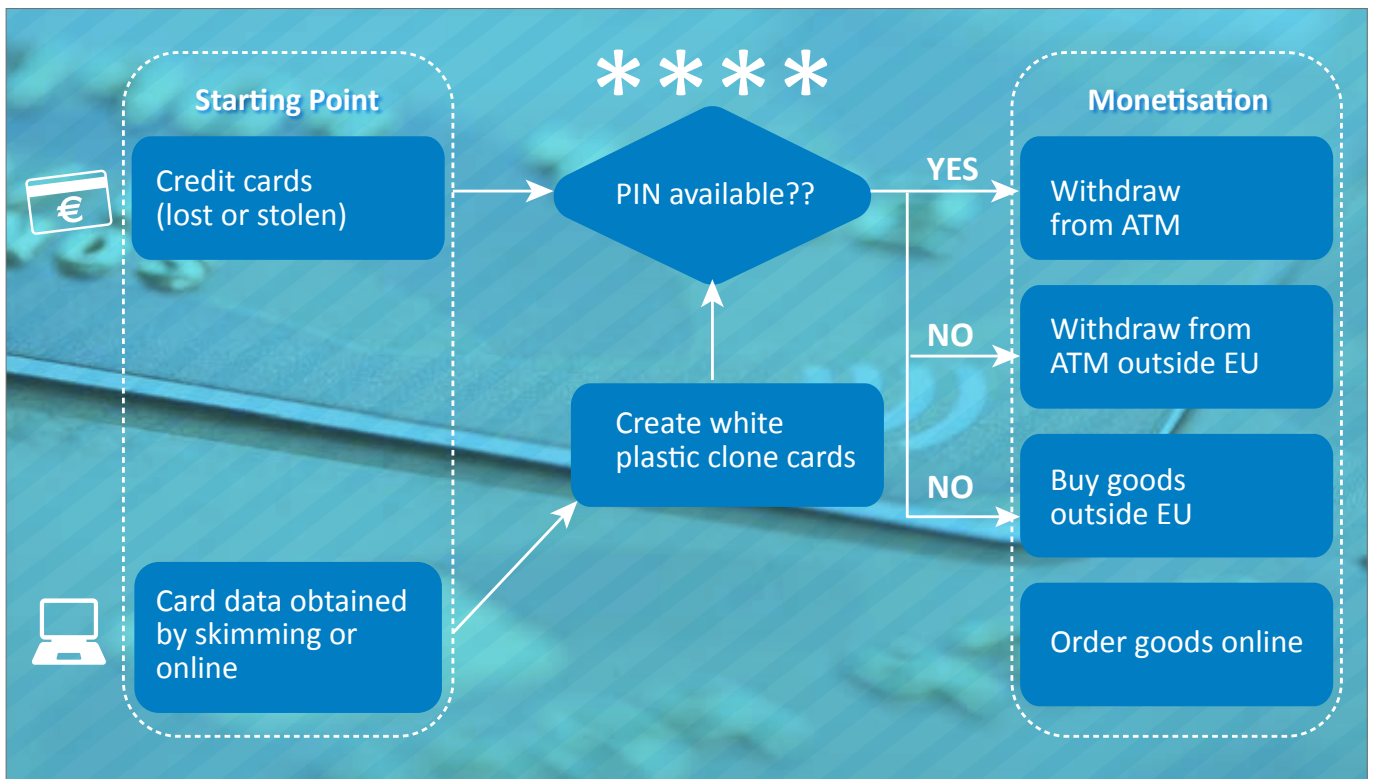 Starting Point
Credit cards
(lost or stolen)
€
Card data obtained
by skimming or
online
****
PIN available??
Create white
plastic clone cards
YES
NO
NO
Monetisation
Withdraw
from ATM
Withdraw from
ATM outside EU
Buy goods
outside EU
Order goods online